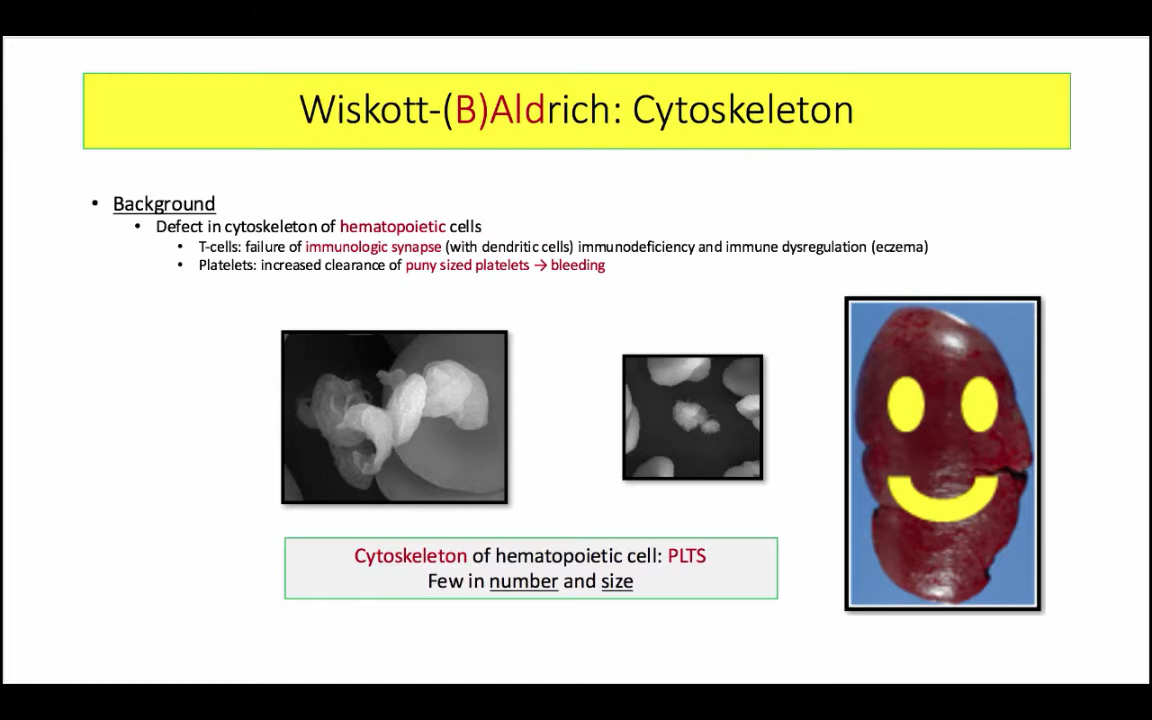 Wiskott-(B)Aldrich: Cytoskeleton
• Background
• Defect in cytoskeleton of hematopoietic cells
• T-cells: failure of immunologic synapse (with dendritic cells) immunodeficiency and immune dysregulation (eczema)
• Platelets: increased clearance of puny sized platelets → bleeding
Cytoskeleton of hematopoietic cell: PLTS
Few in number and size